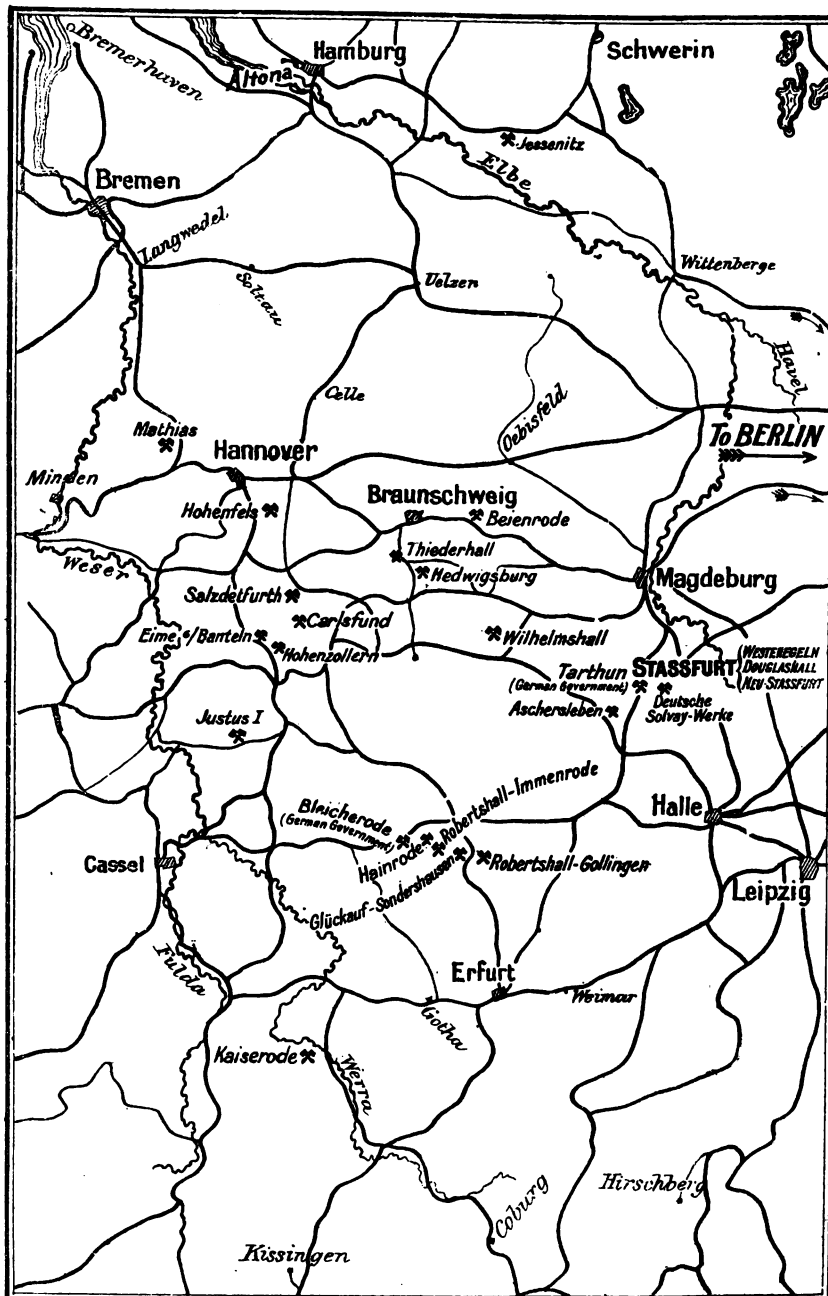 Bremerhaven
Hamburg
Altona
Schwerin
Jessenitz
Elbe
Bremen
Langwedel.
Soltau
Uelzen
Wittenberge
Havel
Celle
Oebisfeld
Mathias
Hannover
To BERLIN
Minden
Hohenfels
Braunschweig
Beienrode
Weser
Thiederhall
Hedwigsburg
Magdeburg
Salzdetfurth
Carlsfund
Wilhelmshall
Eime e/Banteln
Hohenzollern
Tarthun
(German Government)
STASSFURT
WESTEREGELN
DOUGLASHALL
NEU-STASSFURT
Deutsche
Solvay-Werke
Aschersleben
Justus I
Bleicherode
(German Government)
Hainrode
Robertshall-Immenrode
Glückauf-Sondershausen
Robertshall-Gollingen
Halle
Leipzig
Cassel
Fulda
Erfurt
Weimar
Gotha
Kaiserode
Werra
Coburg
Hirschberg
Kissingen